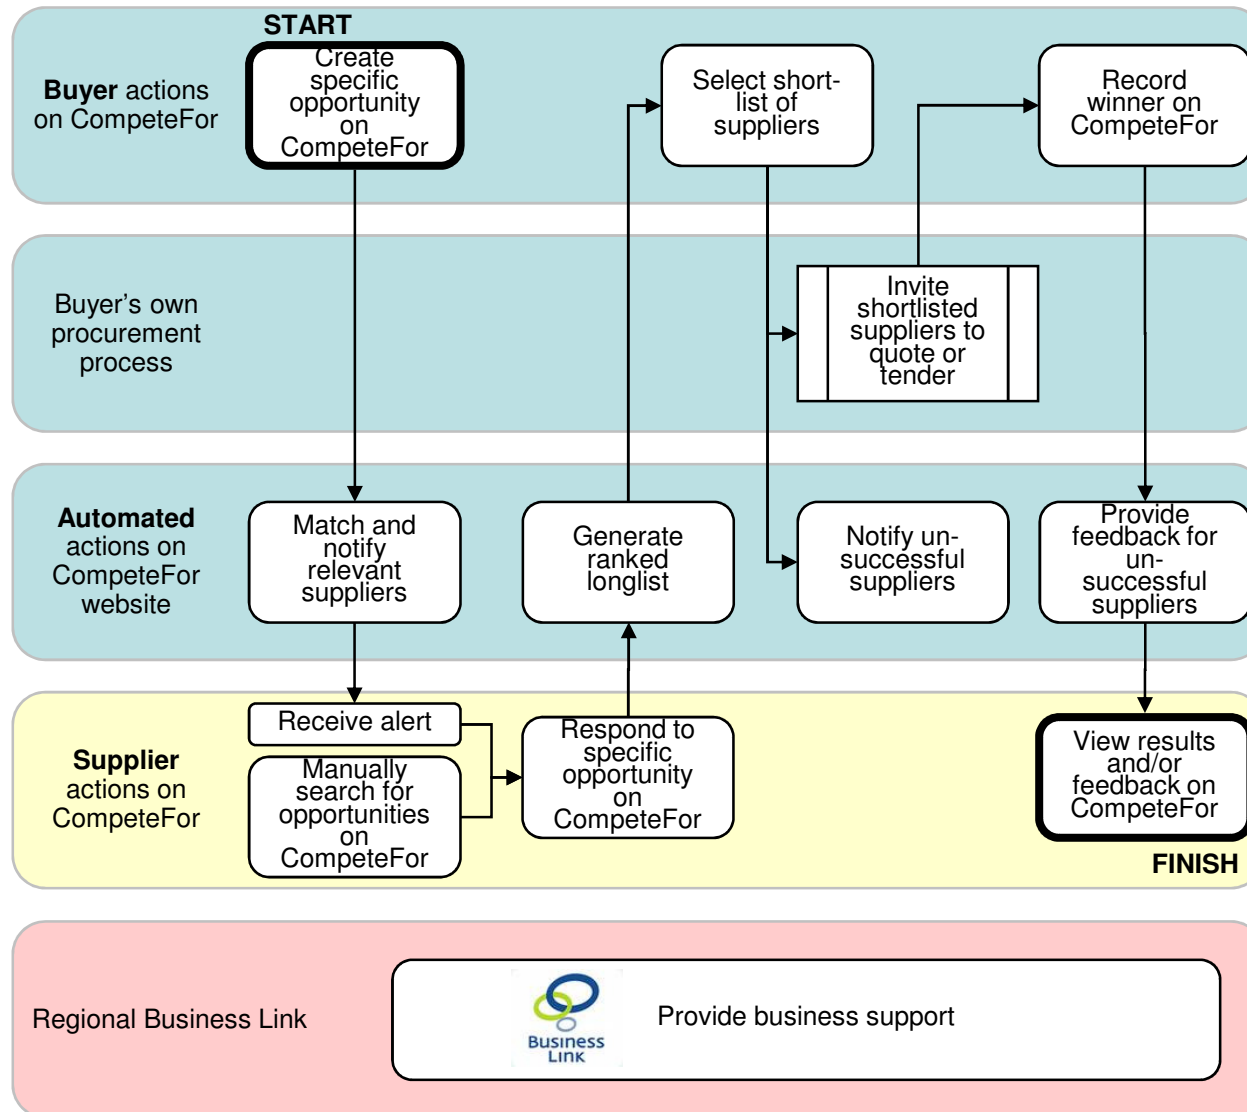 START
Buyer actions
on CompeteFor
Create
specific
opportunity
on
CompeteFor
Select short-
list of
suppliers
Record
winner on
CompeteFor
Buyer’s own
procurement
process
Invite
shortlisted
suppliers to
quote or
tender
Automated
actions on
CompeteFor
website
Match and
notify
relevant
suppliers
Generate
ranked
longlist
Notify un-
successful
suppliers
Provide
feedback for
un-
successful
suppliers
Supplier
actions on
CompeteFor
Receive alert
Manually
search for
opportunities
on
CompeteFor
Respond to
specific
opportunity
on
CompeteFor
View results
and/or
feedback on
CompeteFor
FINISH
Regional Business Link
Business
Link
Provide business support